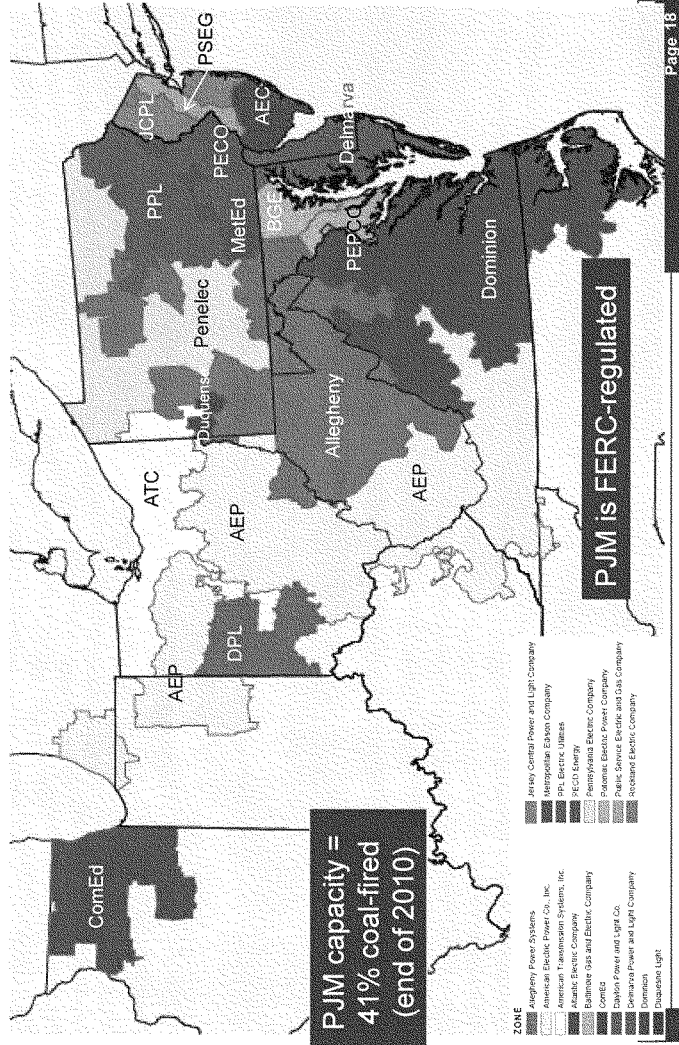 ComEd
AEP
DPL
ATC
AEP
AEP
Duquens
Penelec
Allegheny
PPL
MetEd
JCPL
PSEG
PECO
AEC
BGE
Delmarva
PEPCO
Dominion
PJM capacity =
41% coal-fired
(end of 2010)
PJM is FERC-regulated
ZONE
Allegheny Power Systems
American Electric Power Co., Inc.
American Transmission Systems, Inc.
Atlantic Electric Company
Baltimore Gas and Electric Company
ComEd
Dayton Power and Light Co.
Delmarva Power and Light Company
Dominion
Duquesne Light
Jersey Central Power and Light Company
Metropolitan Edison Company
PPL Electric Utilities
PECO Energy
Pennsylvania Electric Company
Potomac Electric Power Company
Public Service Electric and Gas Company
Rockland Electric Company
Page 18